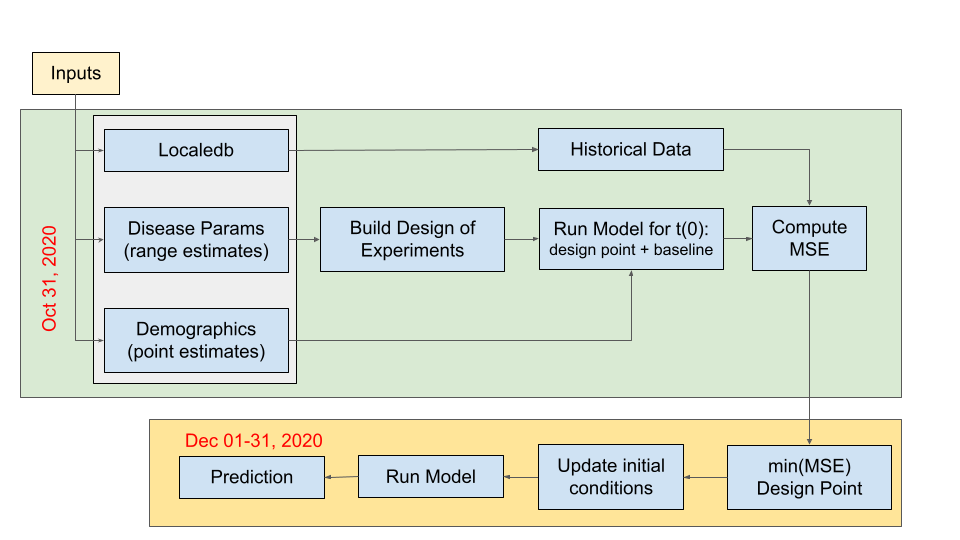 Inputs
Oct 31, 2020
Localedb
Historical Data
Disease Params
(range estimates)
Build Design of
Experiments
Run Model for t(0):
design point + baseline
Compute
MSE
Demographics
(point estimates)
Dec 01-31, 2020
Prediction
Run Model
Update initial
conditions
min(MSE)
Design Point